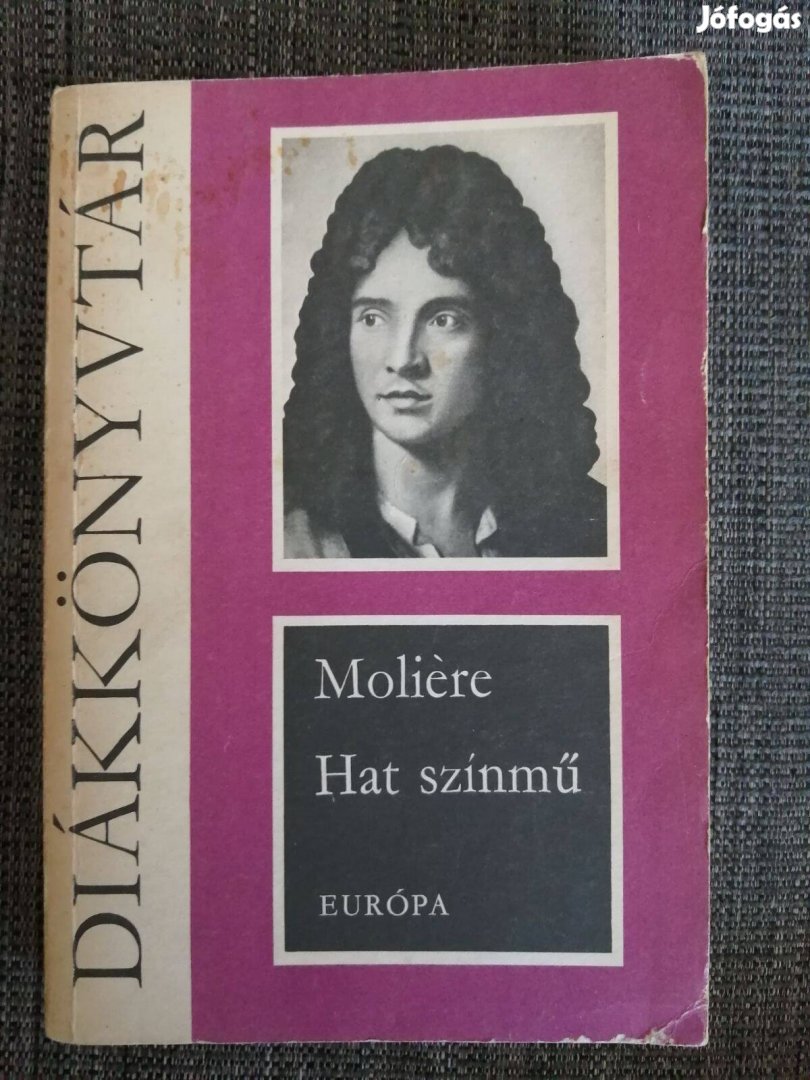 Jófogás
DIÁKKÖNYVTÁR
Molière
Hat színmű
EURÓPA